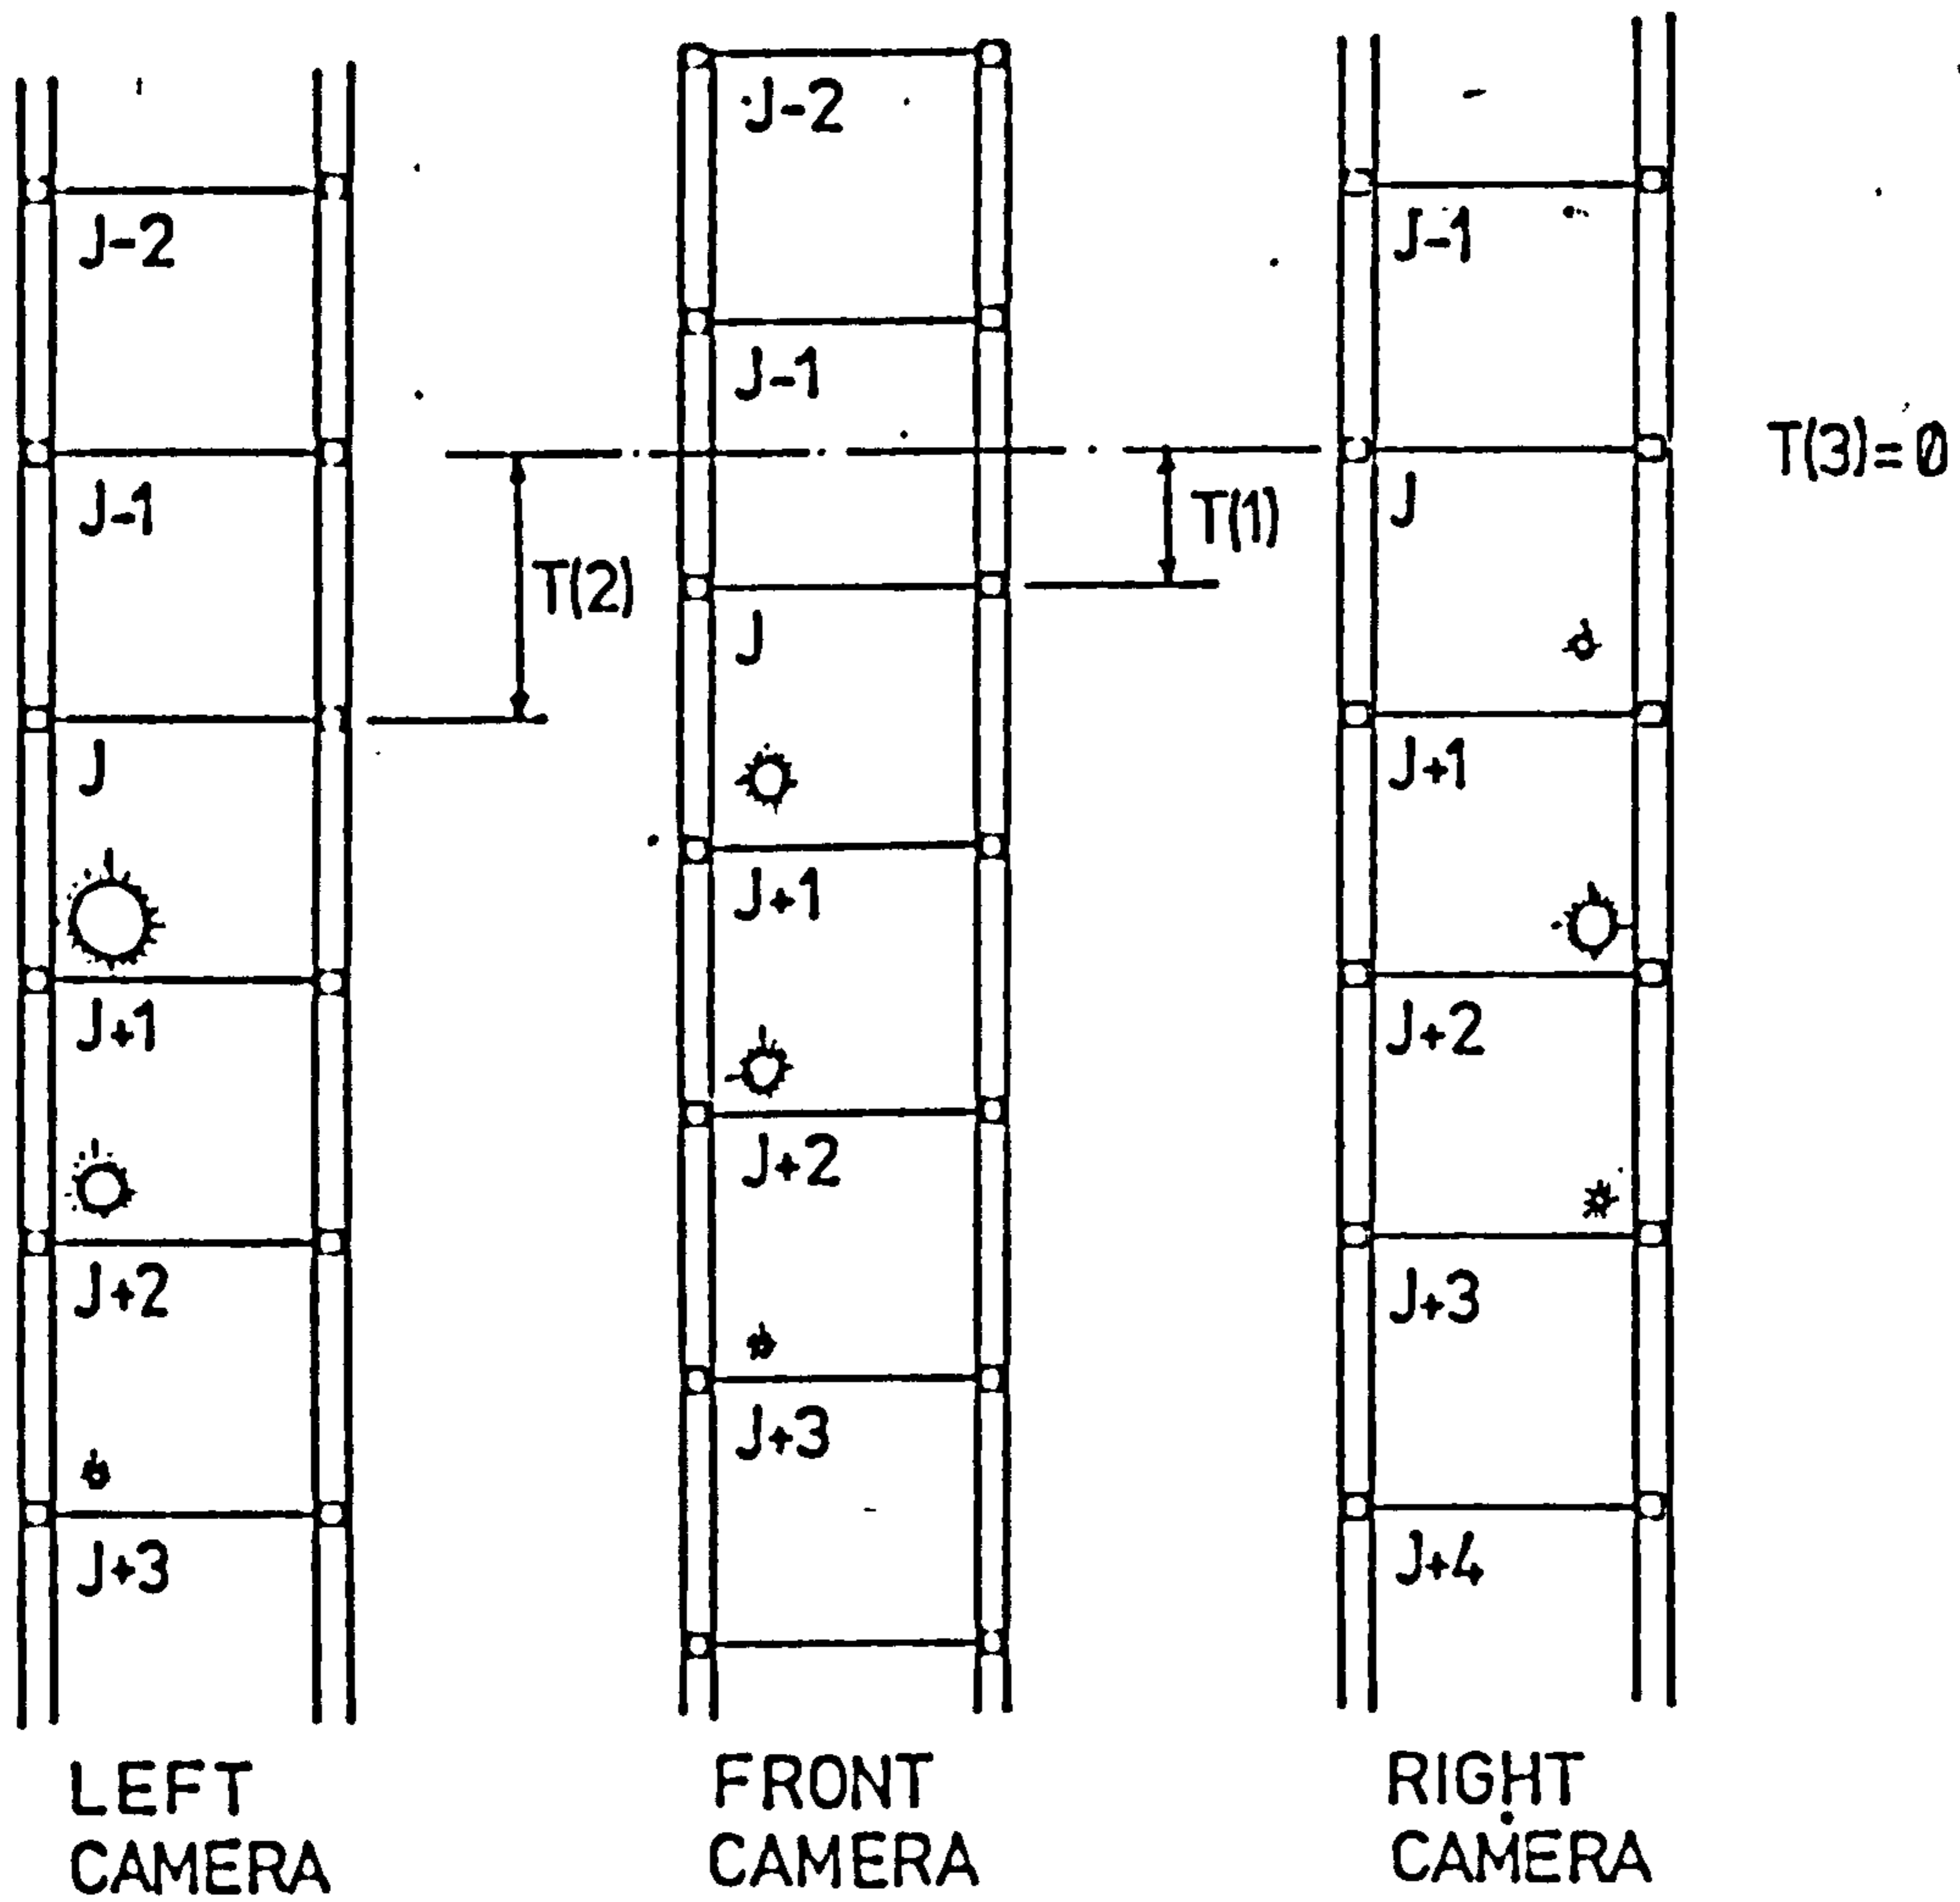 J-2
J-1
T(2)
J
J+1
J+2
J+3
LEFT
CAMERA
J-2
J-1
T(1)
J
J+1
J+2
J+3
FRONT
CAMERA
J-1
T(3)=0
J
J+1
J+2
J+3
J+4
RIGHT
CAMERA